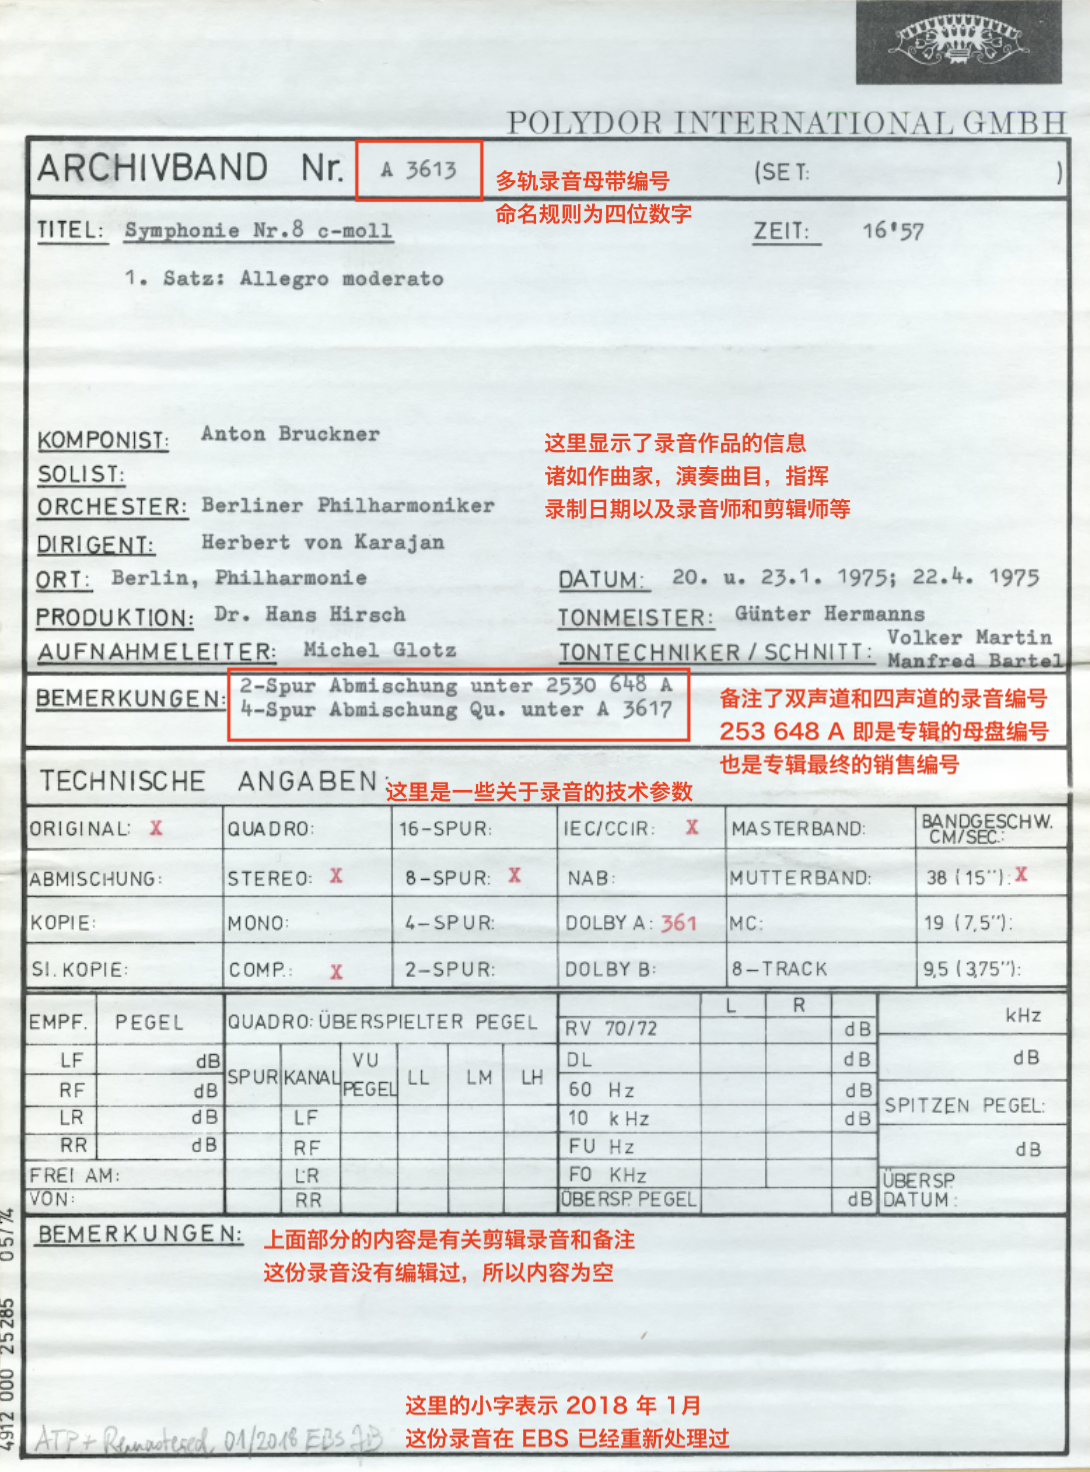 POLYDOR INTERNATIONAL GMBH
ARCHIVBAND Nr. A 3613 (SET: )
多轨录音母带编号
命名规则为四位数字
TITEL: Symphonie Nr.8 c-moll ZEIT: 16'57
1. Satz: Allegro moderato
KOMPONIST: Anton Bruckner
这里显示了录音作品的信息
SOLIST:
诸如作曲家，演奏曲目，指挥
ORCHESTER: Berliner Philharmoniker
录制日期以及录音师和剪辑师等
DIRIGENT: Herbert von Karajan
ORT: Berlin, Philharmonie DATUM: 20. u. 23.1. 1975; 22.4. 1975
PRODUKTION: Dr. Hans Hirsch TONMEISTER: Günter Hermanns
AUFNAHMELEITER: Michel Glotz TONTECHNIKER / SCHNITT: Volker Martin
Manfred Bartel
BEMERKUNGEN: 2-Spur Abmischung unter 2530 648 A
4-Spur Abmischung Qu. unter A 3617
备注了双声道和四声道的录音编号
253 648 A 即是专辑的母盘编号
也是专辑最终的销售编号
TECHNISCHE ANGABEN:
这里是一些关于录音的技术参数
ORIGINAL: X QUADRO: 16-SPUR: IEC/CCIR: X MASTERBAND: BANDGESCHW. CM/SEC.:
ABMISCHUNG: STEREO: X 8-SPUR: X NAB: MUTTERBAND: 38 (15"): X
KOPIE: MONO: 4-SPUR: DOLBY A: 361 MC: 19 (7,5"):
SI. KOPIE: COMP.: X 2-SPUR: DOLBY B: 8-TRACK 9,5 (3,75"):
EMPF. PEGEL QUADRO: ÜBERSPIELTER PEGEL L R kHz
RV 70/72 dB
LF dB SPUR KANAL VU PEGEL LL LM LH DL dB dB
RF dB 60 Hz dB SPITZEN PEGEL:
LR dB LF 10 kHz dB
RR dB RF FU Hz dB
FREI AM: LR FO KHz ÜBERSP. DATUM:
VON: RR ÜBERSP. PEGEL dB
BEMERKUNGEN:
上面部分的内容是有关剪辑录音和备注
这份录音没有编辑过，所以内容为空
4912 000 25285 05/74
这里的小字表示 2018 年 1月
这份录音在 EBS 已经重新处理过
ATP + Remastered, 01/2018 EBS JB